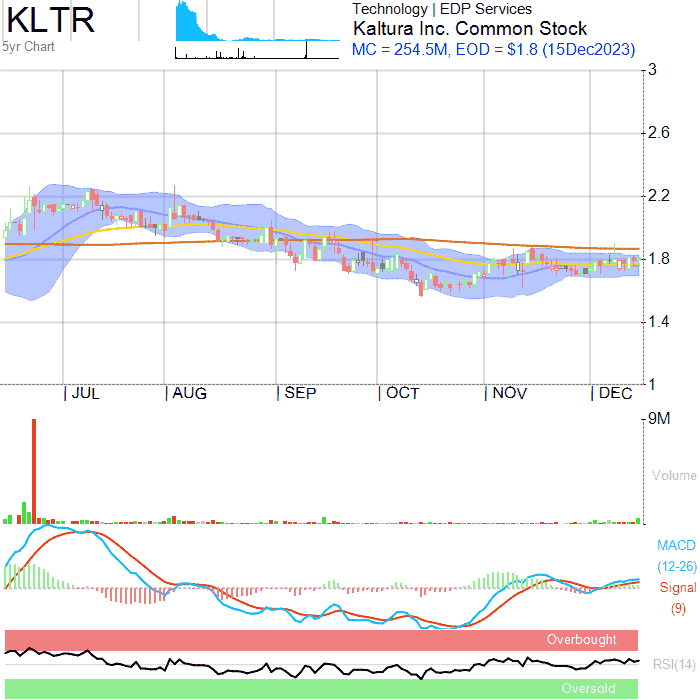 KLTR
5yr Chart
Technology | EDP Services
Kaltura Inc. Common Stock
MC = 254.5M, EOD = $1.8 (15Dec2023)
3
2.6
2.2
1.8
1.4
1
JUL AUG SEP OCT NOV DEC
9M
Volume
MACD
(12-26)
Signal
(9)
Overbought
RSI(14)
Oversold